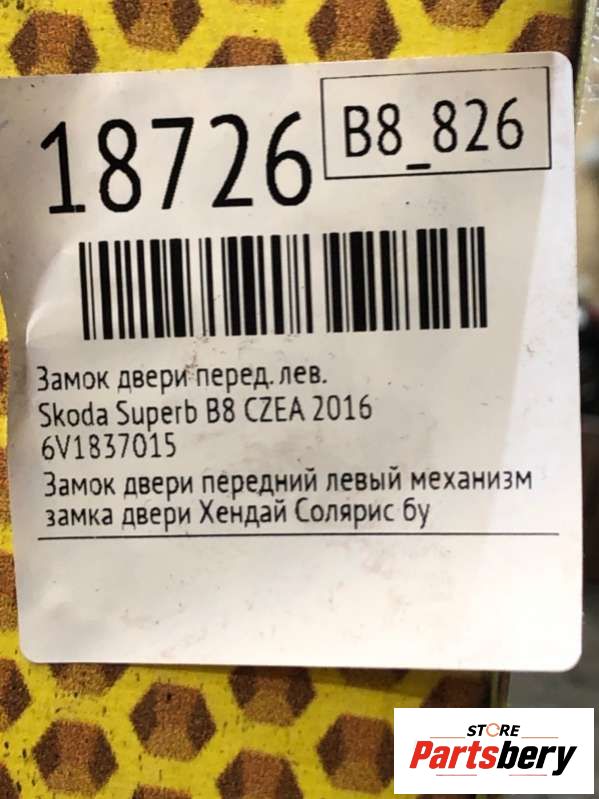 18726
B8_826
Замок двери перед. лев.
Skoda Superb B8 CZEA 2016
6V1837015
Замок двери передний левый механизм
замка двери Хендай Солярис бу
STORE
Partsbery